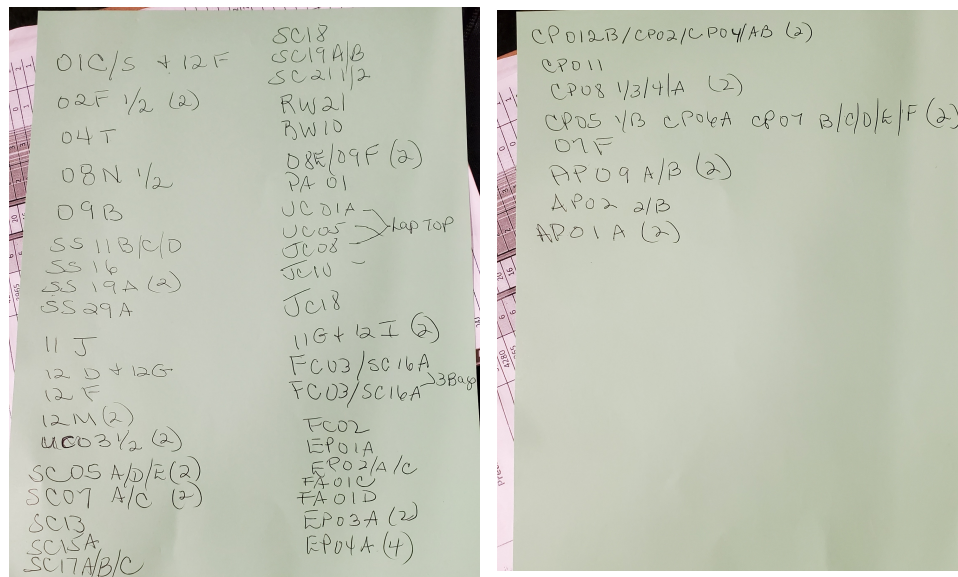 01C/S + 12F
02F 1/2 (2)
04T
08N 1/2
09B
SS 11B/C/D
SS 16
SS 19A (2)
SS 29A
11 J
12 D + 12G
12 F
12M (2)
UC03 1/2 (2)
SC05 A/D/E (2)
SC07 A/C (2)
SC13
SC15A
SC17A/B/C
SC18
SC19A/B
SC21 1/2
RW21
RW10
08E/09F (2)
PA 01
UC01A
UC05 Lap TOP
JC08
JC10
JC18
11G + 12 I (2)
FC03/SC16A
FC03/SC16A 3Bags
FC02
EP01A
EP02/A/C
FA01C
FA01D
EP03A (2)
EP04A (4)
CP012B/CP02/CP04/AB (2)
CP011
CP08 1/3/4/A (2)
CP05 1/B CP06A CP07 B/C/D/E/F (2)
07F
AP09 A/B (2)
AP02 2/B
AP01A (2)
4280